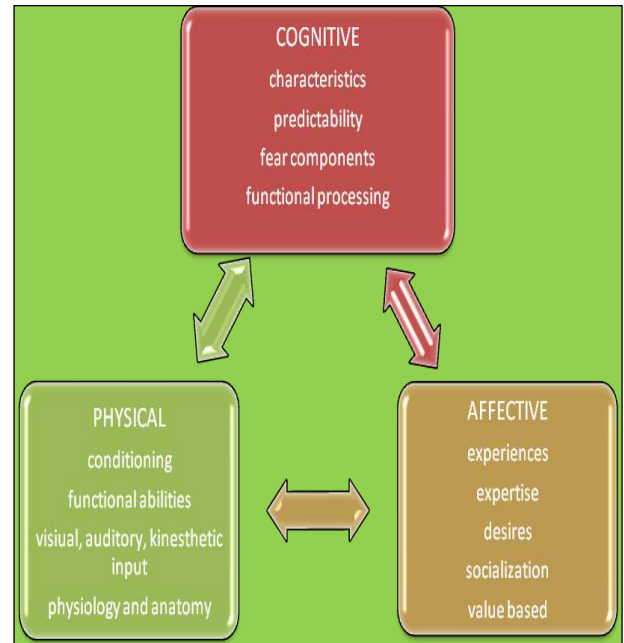 COGNITIVE
characteristics
predictability
fear components
functional processing
PHYSICAL
conditioning
functional abilities
visiual, auditory, kinesthetic
input
physiology and anatomy
AFFECTIVE
experiences
expertise
desires
socialization
value based